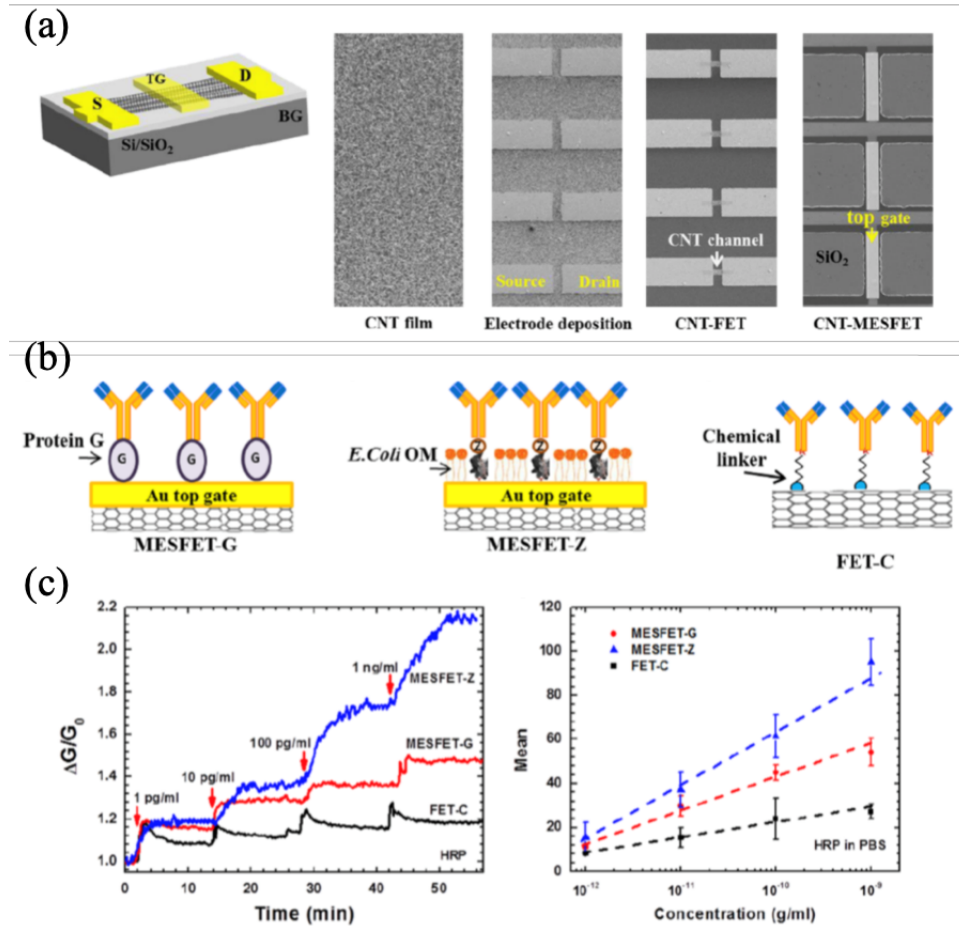 (a)
TG
D
S
BG
Si/SiO₂
CNT channel
Source
Drain
top gate
SiO₂
CNT film
Electrode deposition
CNT-FET
CNT-MESFET
(b)
Protein G
G
G
G
Au top gate
MESFET-G
E.Coli OM
Z
Z
Z
Au top gate
MESFET-Z
Chemical
linker
FET-C
(c)
ΔG/G₀
2.2
2.0
1.8
1.6
1.4
1.2
1.0
1 pg/ml
10 pg/ml
100 pg/ml
1 ng/ml
MESFET-Z
MESFET-G
FET-C
HRP
0
10
20
30
40
50
Time (min)
Mean
120
100
80
60
40
20
0
MESFET-G
MESFET-Z
FET-C
HRP in PBS
10⁻¹²
10⁻¹¹
10⁻¹⁰
10⁻⁹
Concentration (g/ml)